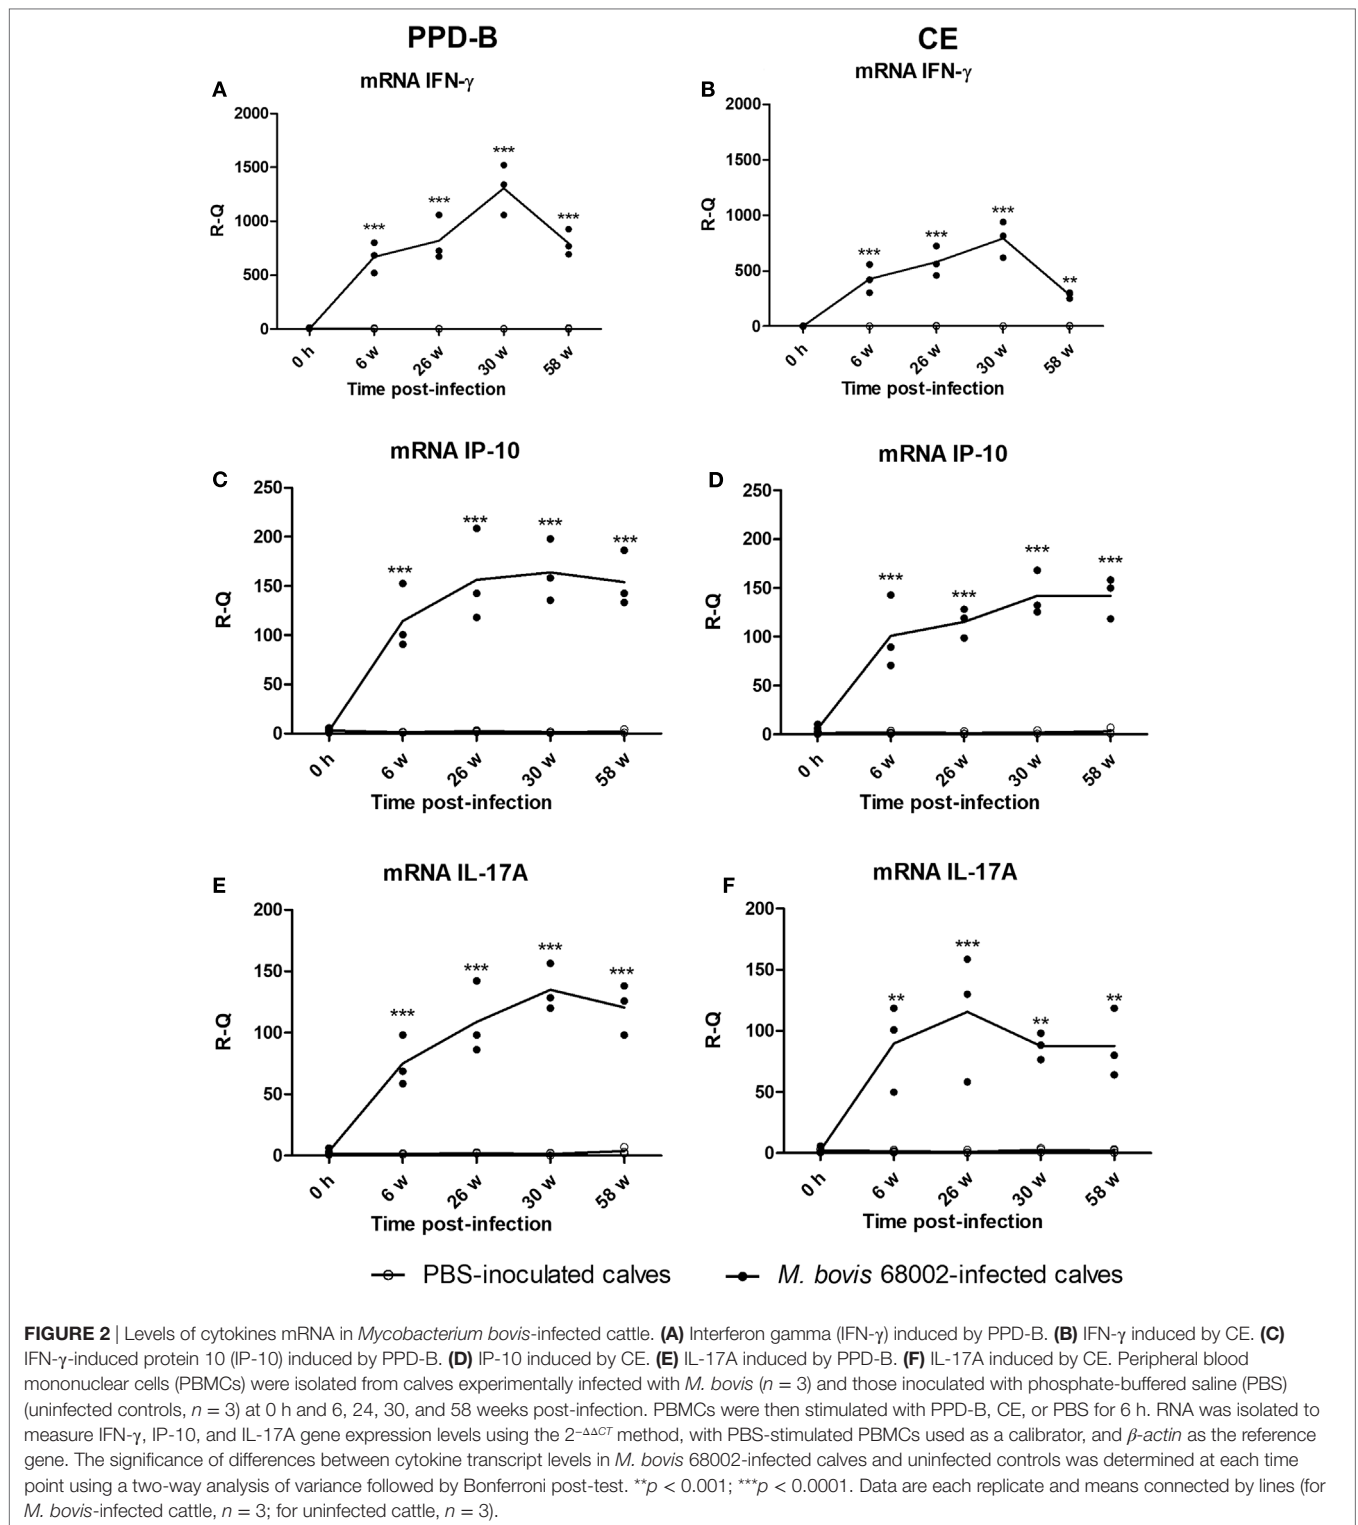 PPD-B
CE
mRNA IFN-γ
mRNA IFN-γ
A
B
2000
1500
1000
500
0
R-Q
***
***
***
***
0 h
6 w
26 w
30 w
58 w
Time post-infection
2000
1500
1000
500
0
R-Q
***
***
***
**
0 h
6 w
26 w
30 w
58 w
Time post-infection
mRNA IP-10
mRNA IP-10
C
D
250
200
150
100
50
0
R-Q
***
***
***
***
0 h
6 w
26 w
30 w
58 w
Time post-infection
250
200
150
100
50
0
R-Q
***
***
***
***
0 h
6 w
26 w
30 w
58 w
Time post-infection
mRNA IL-17A
mRNA IL-17A
E
F
200
150
100
50
0
R-Q
***
***
***
***
0 h
6 w
26 w
30 w
58 w
Time post-infection
200
150
100
50
0
R-Q
**
***
**
**
0 h
6 w
26 w
30 w
58 w
Time post-infection
PBS-inoculated calves
M. bovis 68002-infected calves
FIGURE 2 | Levels of cytokines mRNA in Mycobacterium bovis-infected cattle. (A) Interferon gamma (IFN-γ) induced by PPD-B. (B) IFN-γ induced by CE. (C)
IFN-γ-induced protein 10 (IP-10) induced by PPD-B. (D) IP-10 induced by CE. (E) IL-17A induced by PPD-B. (F) IL-17A induced by CE. Peripheral blood
mononuclear cells (PBMCs) were isolated from calves experimentally infected with M. bovis (n = 3) and those inoculated with phosphate-buffered saline (PBS)
(uninfected controls, n = 3) at 0 h and 6, 24, 30, and 58 weeks post-infection. PBMCs were then stimulated with PPD-B, CE, or PBS for 6 h. RNA was isolated to
measure IFN-γ, IP-10, and IL-17A gene expression levels using the 2−ΔΔCT method, with PBS-stimulated PBMCs used as a calibrator, and β-actin as the reference
gene. The significance of differences between cytokine transcript levels in M. bovis 68002-infected calves and uninfected controls was determined at each time
point using a two-way analysis of variance followed by Bonferroni post-test. **p < 0.001; ***p < 0.0001. Data are each replicate and means connected by lines (for
M. bovis-infected cattle, n = 3; for uninfected cattle, n = 3).